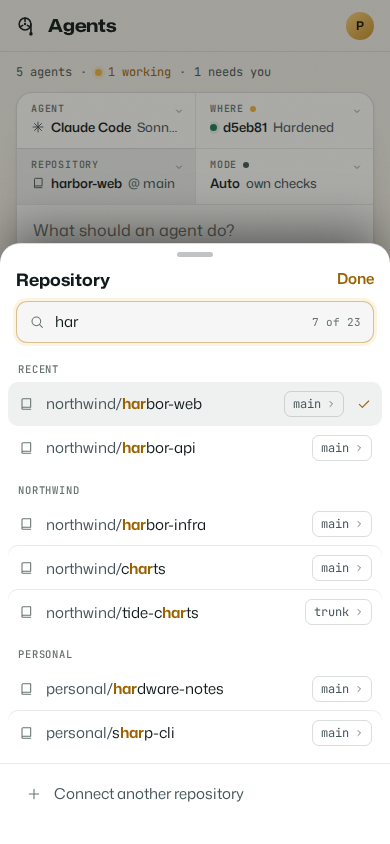 Agents
P
5 agents · 1 working · 1 needs you
AGENT
Claude Code Sonn...
WHERE
d5eb81 Hardened
REPOSITORY
harbor-web @ main
MODE
Auto own checks
What should an agent do?
Repository
Done
har
7 of 23
RECENT
northwind/harbor-web main
northwind/harbor-api main
NORTHWIND
northwind/harbor-infra main
northwind/charts main
northwind/tide-charts trunk
PERSONAL
personal/hardware-notes main
personal/sharp-cli main
Connect another repository